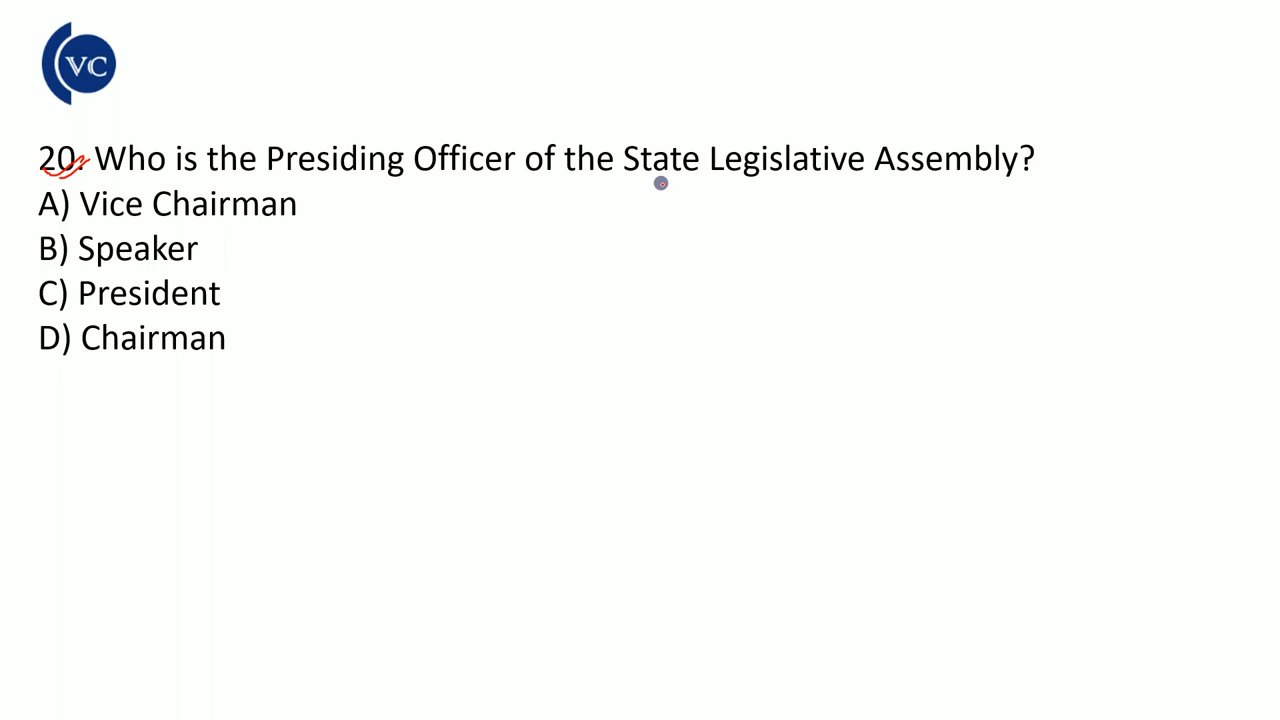 VC
20. Who is the Presiding Officer of the State Legislative Assembly?
A) Vice Chairman
B) Speaker
C) President
D) Chairman